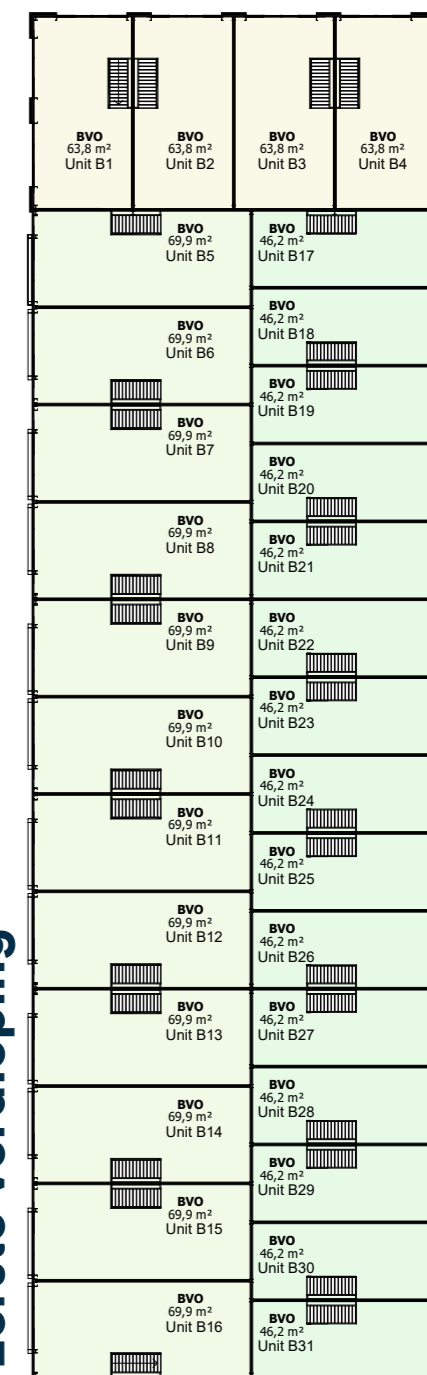 BVO
63,8 m²
Unit B1
BVO
63,8 m²
Unit B2
BVO
63,8 m²
Unit B3
BVO
63,8 m²
Unit B4
BVO
69,9 m²
Unit B5
BVO
46,2 m²
Unit B17
BVO
46,2 m²
Unit B18
BVO
69,9 m²
Unit B6
BVO
46,2 m²
Unit B19
BVO
69,9 m²
Unit B7
BVO
46,2 m²
Unit B20
BVO
69,9 m²
Unit B8
BVO
46,2 m²
Unit B21
BVO
69,9 m²
Unit B9
BVO
46,2 m²
Unit B22
BVO
46,2 m²
Unit B23
BVO
69,9 m²
Unit B10
BVO
46,2 m²
Unit B24
BVO
69,9 m²
Unit B11
BVO
46,2 m²
Unit B25
BVO
69,9 m²
Unit B12
BVO
46,2 m²
Unit B26
BVO
69,9 m²
Unit B13
BVO
46,2 m²
Unit B27
BVO
46,2 m²
Unit B28
BVO
69,9 m²
Unit B14
BVO
46,2 m²
Unit B29
BVO
69,9 m²
Unit B15
BVO
46,2 m²
Unit B30
BVO
69,9 m²
Unit B16
BVO
46,2 m²
Unit B31